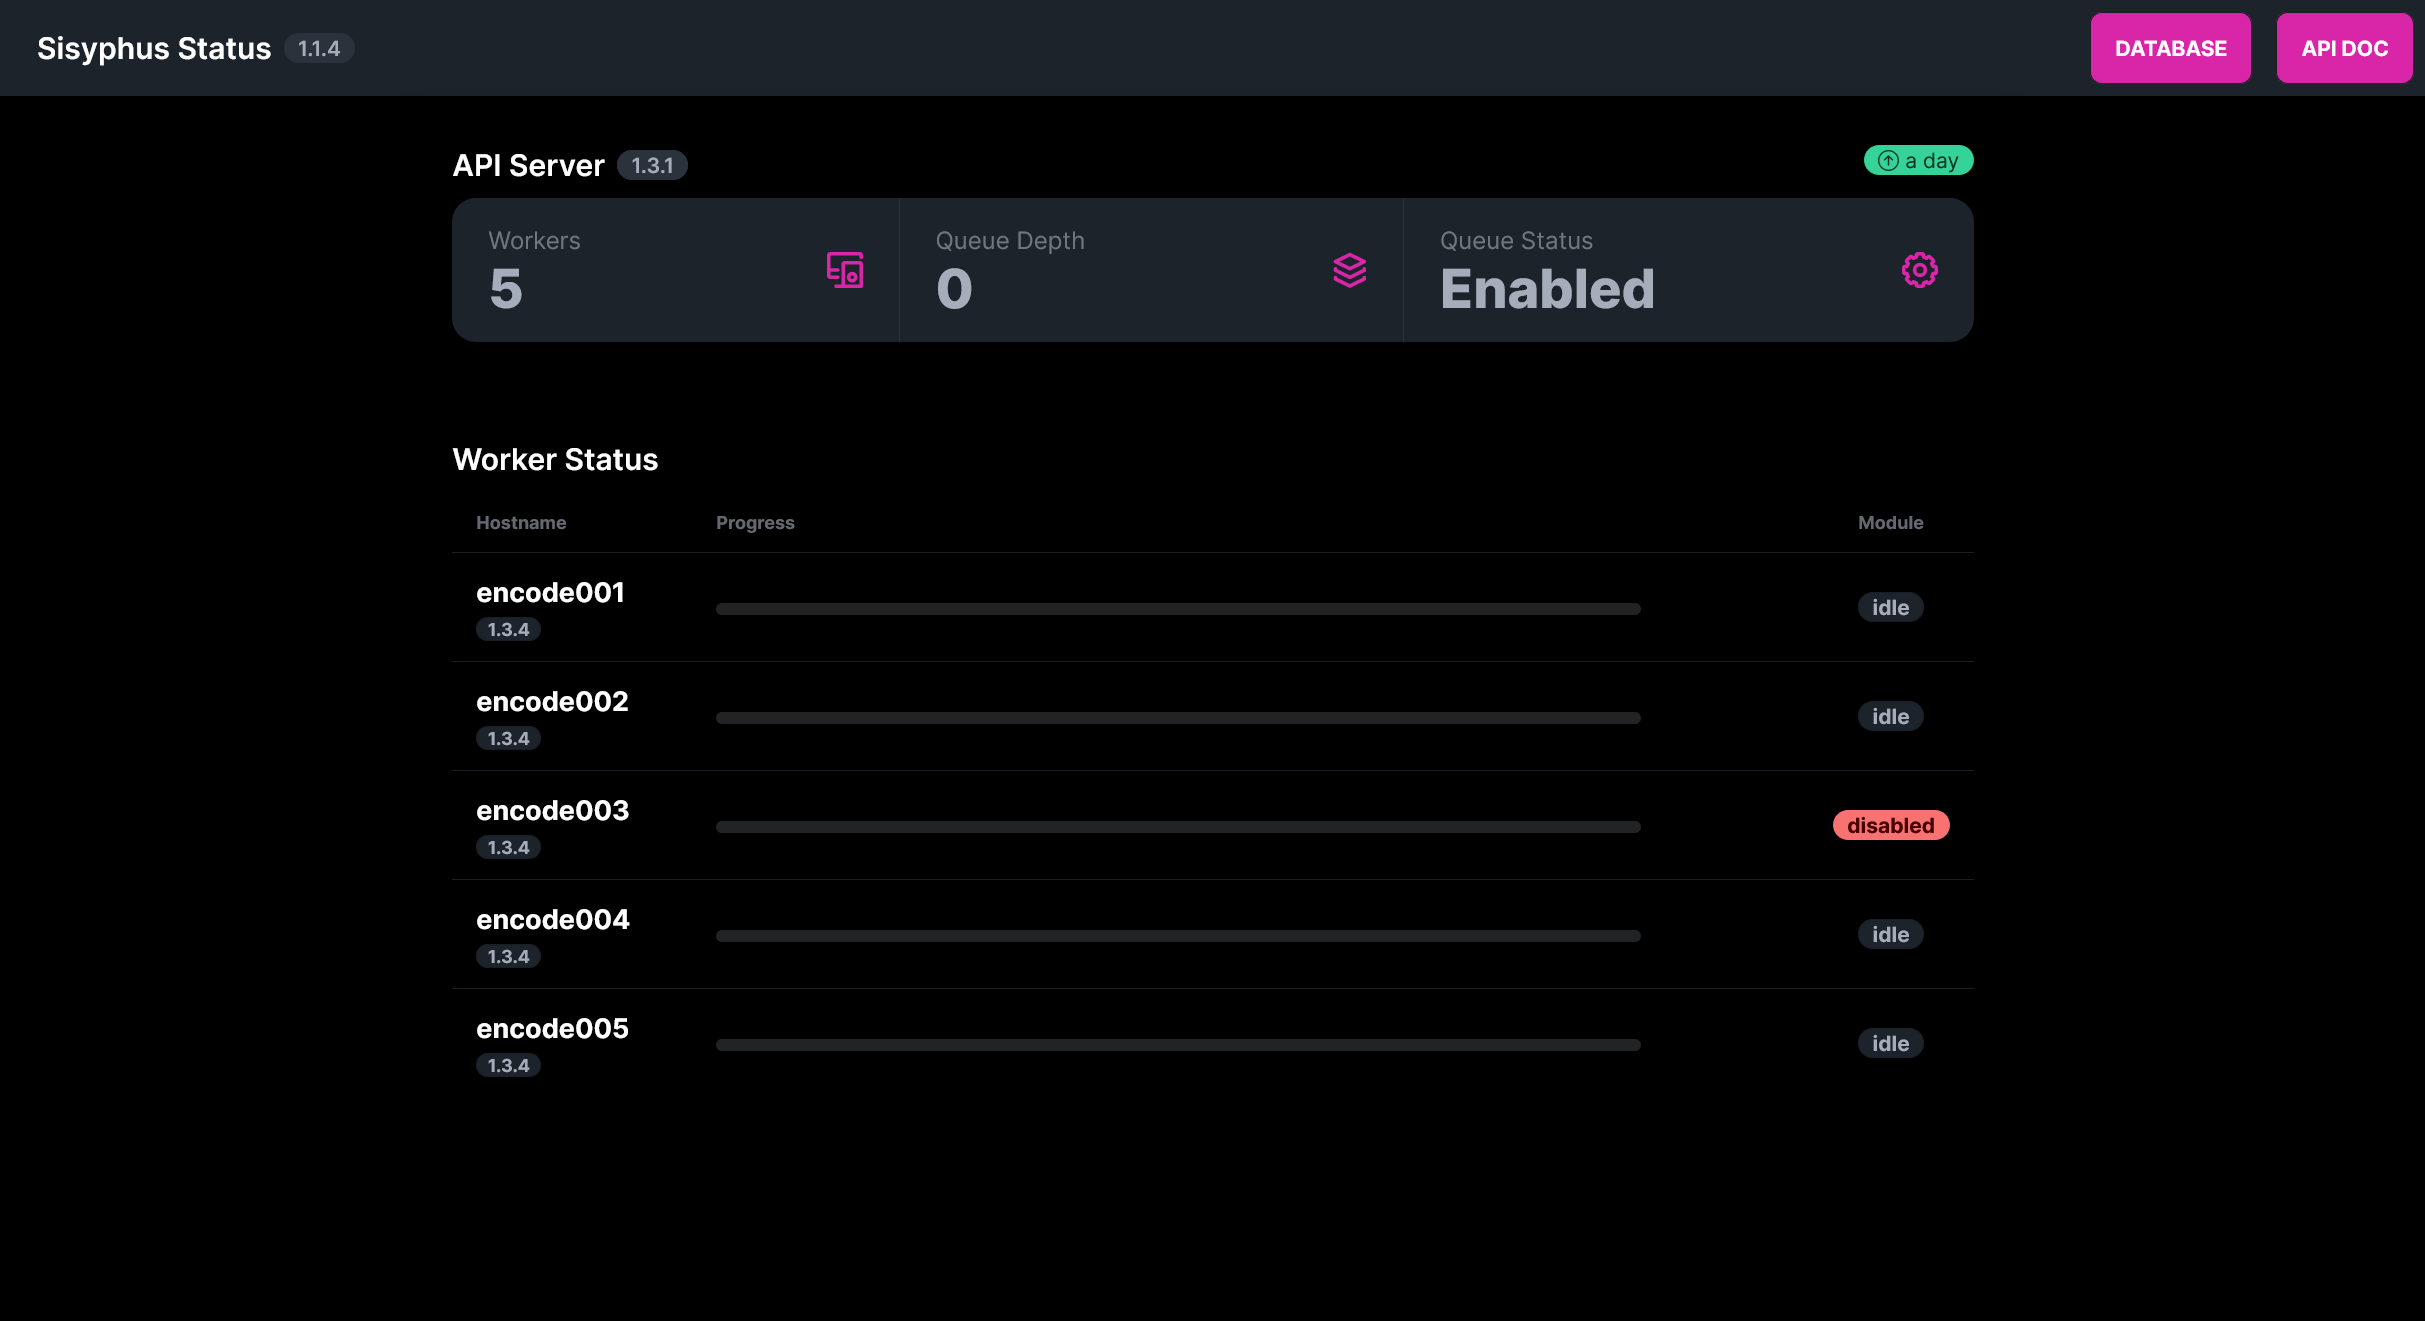 Sisyphus Status 1.1.4 DATABASE API DOC
API Server 1.3.1 a day
Workers Queue Depth Queue Status
5 0 Enabled
Worker Status
Hostname Progress Module
encode001
idle
1.3.4
encode002
idle
1.3.4
encode003
disabled
1.3.4
encode004
idle
1.3.4
encode005
idle
1.3.4